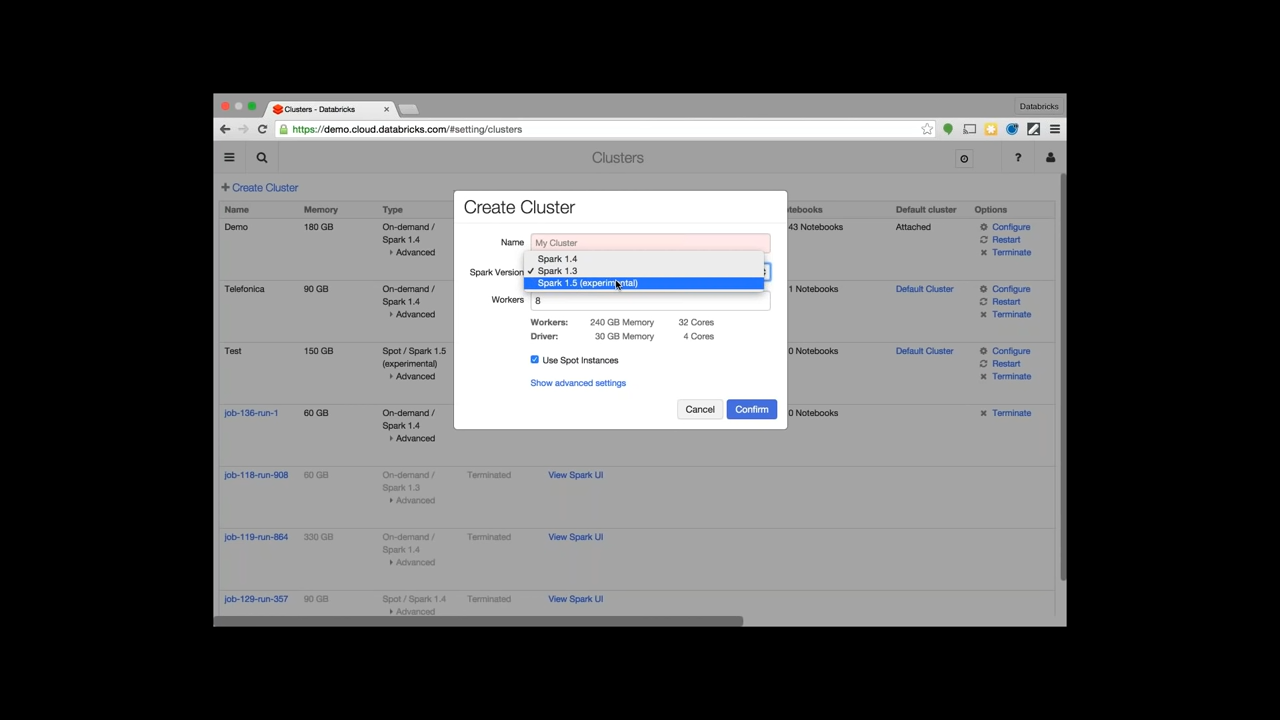 Clusters - Databricks
Databricks
https://demo.cloud.databricks.com/#setting/clusters
Clusters
?
+ Create Cluster
Name Memory Type tebooks Default cluster Options
Demo 180 GB On-demand / 43 Notebooks Attached Configure
Spark 1.4 Restart
Advanced Terminate
Telefonica 90 GB On-demand / 1 Notebooks Default Cluster Configure
Spark 1.4 Restart
Advanced Terminate
Test 150 GB Spot / Spark 1.5 0 Notebooks Default Cluster Configure
(experimental) Restart
Advanced Terminate
job-136-run-1 60 GB On-demand / 0 Notebooks Terminate
Spark 1.4
Advanced
job-118-run-908 60 GB On-demand / Terminated View Spark UI
Spark 1.3
Advanced
job-119-run-864 330 GB On-demand / Terminated View Spark UI
Spark 1.4
Advanced
job-129-run-357 90 GB Spot / Spark 1.4 Terminated View Spark UI
Advanced
Create Cluster
Name My Cluster
Spark 1.4
Spark Version ✓ Spark 1.3
Spark 1.5 (experimental)
Workers 8
Workers: 240 GB Memory 32 Cores
Driver: 30 GB Memory 4 Cores
Use Spot Instances
Show advanced settings
Cancel Confirm